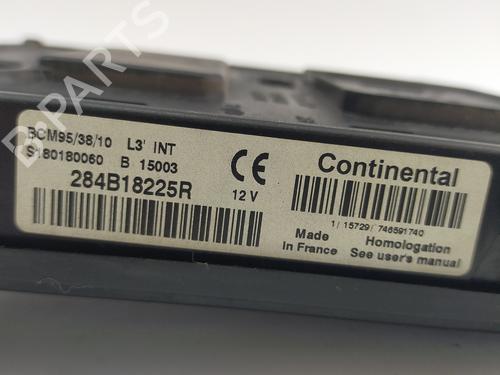 B-PARTS
BCM95/38/10 L3' INT
S180180060 B 15003
284B18225R
CE
12 V
Continental
1/ 15729/ 746591740
Made
in France
Homologation
See user's manual